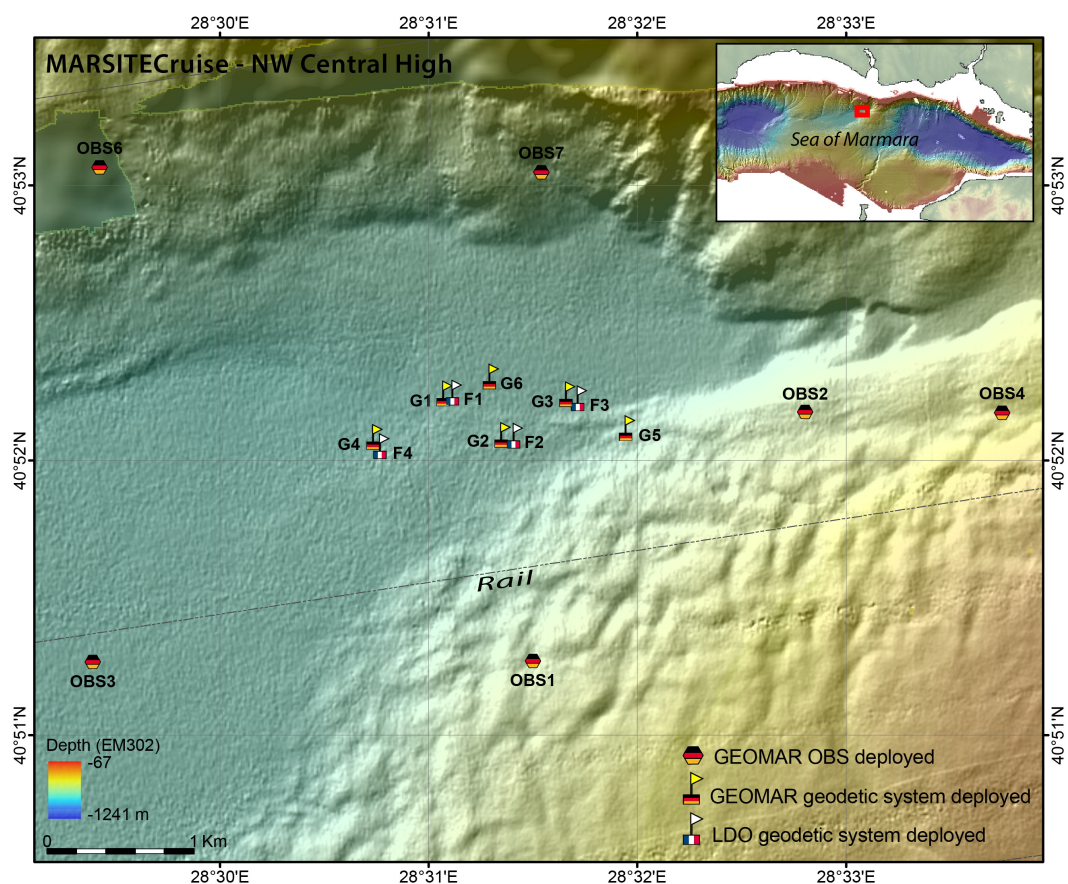 28°30'E 28°31'E 28°32'E 28°33'E
MARSITECruise - NW Central High
Sea of Marmara
40°53'N
40°53'N
OBS6
OBS7
G6
G1
F1
G3
F3
OBS2
OBS4
G4
F4
G2
F2
G5
40°52'N
40°52'N
Rail
OBS3
OBS1
40°51'N
40°51'N
Depth (EM302)
-67
-1241 m
0 1 Km
GEOMAR OBS deployed
GEOMAR geodetic system deployed
LDO geodetic system deployed
28°30'E 28°31'E 28°32'E 28°33'E